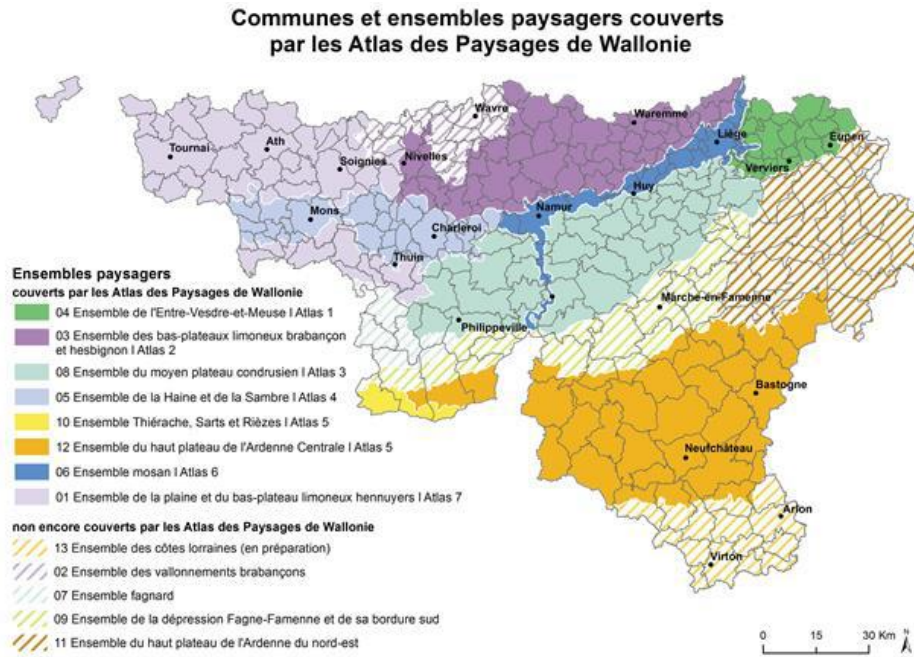 Communes et ensembles paysagers couverts
par les Atlas des Paysages de Wallonie
Wavre
Waremme
Liège
Eupen
Tournai
Ath
Soignies
Nivelles
Verviers
Huy
Mons
Namur
Charleroi
Thuin
Marche-en-Famenne
Philippeville
Bastogne
Neufchâteau
Arlon
Virton
Ensembles paysagers
couverts par les Atlas des Paysages de Wallonie
04 Ensemble de l'Entre-Vesdre-et-Meuse I Atlas 1
03 Ensemble des bas-plateaux limoneux brabançon
et hesbignon I Atlas 2
08 Ensemble du moyen plateau condrusien I Atlas 3
05 Ensemble de la Haine et de la Sambre I Atlas 4
10 Ensemble Thiérache, Sarts et Rièzes I Atlas 5
12 Ensemble du haut plateau de l'Ardenne Centrale I Atlas 5
06 Ensemble mosan I Atlas 6
01 Ensemble de la plaine et du bas-plateau limoneux hennuyers I Atlas 7
non encore couverts par les Atlas des Paysages de Wallonie
13 Ensemble des côtes lorraines (en préparation)
02 Ensemble des vallonnements brabançons
07 Ensemble fagnard
09 Ensemble de la dépression Fagne-Famenne et de sa bordure sud
11 Ensemble du haut plateau de l'Ardenne du nord-est
0 15 30 Km
N